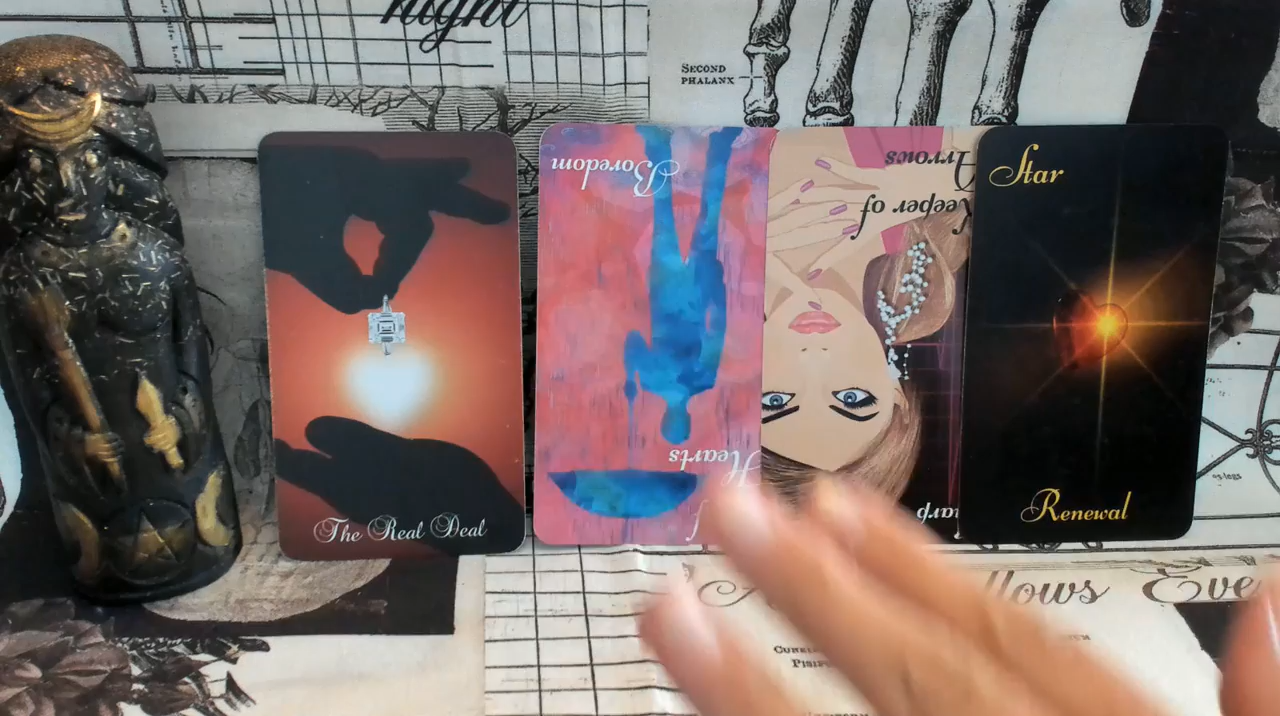 night
SECOND
PHALANX
The Real Deal
Boredom
Hearts
Keeper of
Arrows
Star
Renewal
llows Eve